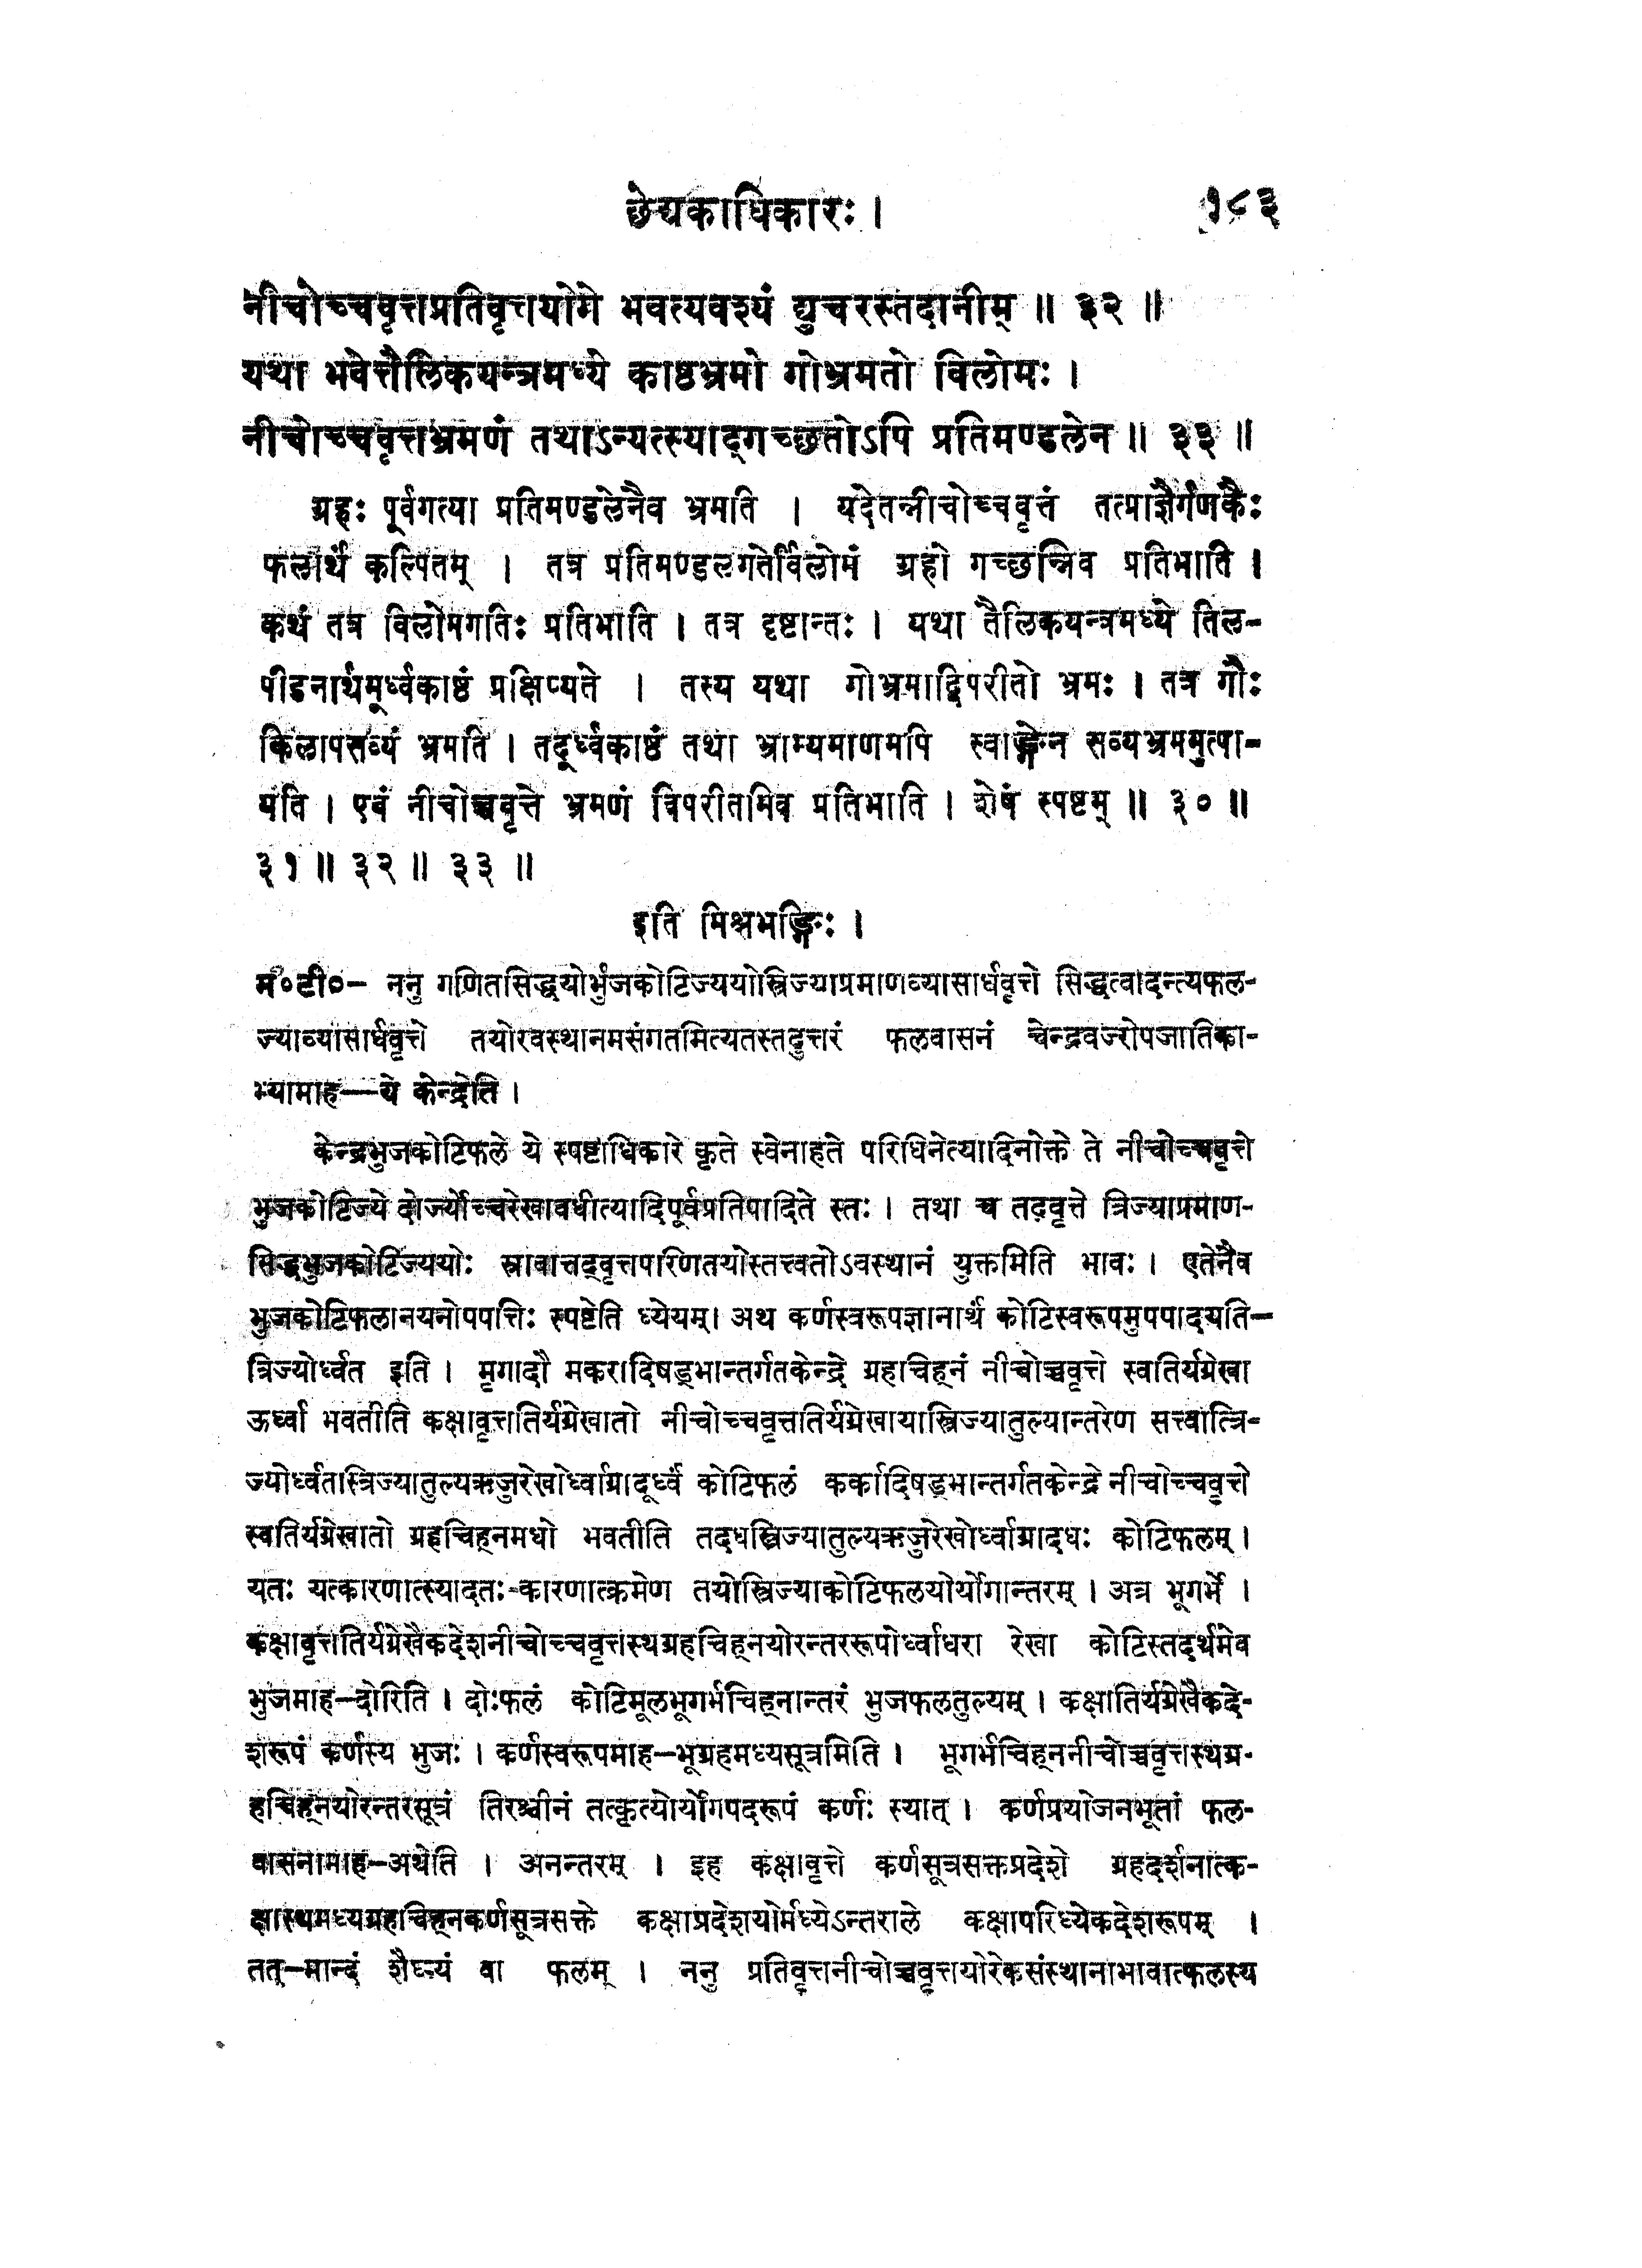 छेद्यकाधिकारः । १८३
नीचोच्चवृत्तप्रतिवृत्तयोगे भवत्यवश्यं द्युचरस्तदानीम् ॥ ३२ ॥
यथा भवेत्तैलिकयन्त्रमध्ये काष्ठभ्रमो गोभ्रमतो विलोमः ।
नीचोच्चवृत्तभ्रमणं तथाऽन्यत्स्याद्गच्छतोऽपि प्रतिमण्डलेन ॥ ३३ ॥
ग्रहः पूर्वगत्या प्रतिमण्डलेनैव भ्रमति । यदेतन्नीचोच्चवृत्तं तत्प्राज्ञैर्गणकैः
फलार्थं कल्पितम् । तत्र प्रतिमण्डलगतेर्विलोमं ग्रहो गच्छन्निव प्रतिभाति ।
कथं तत्र विलोमगतिः प्रतिभाति । तत्र दृष्टान्तः । यथा तैलिकयन्त्रमध्ये तिल-
पीडनार्थमूर्ध्वकाष्ठं प्रक्षिप्यते । तस्य यथा गोभ्रमाद्विपरीतो भ्रमः । तत्र गौः
किलापसव्यं भ्रमति । तदूर्ध्वकाष्ठं तथा भ्राम्यमाणमपि स्वाङ्गेन सव्यभ्रममुत्पा-
यति । एवं नीचोच्चवृत्ते भ्रमणं विपरीतमिव प्रतिभाति । शेषं स्पष्टम् ॥ ३० ॥
३१ ॥ ३२ ॥ ३३ ॥
इति मिश्रभङ्गिः ।
म०टी०- ननु गणितसिद्धयोर्भुजकोटिज्ययोस्त्रिज्याप्रमाणव्यासार्धवृत्ते सिद्धत्वादन्त्यफल-
ज्याव्यासार्धवृत्ते तयोरवस्थानमसंगतमित्यतस्तदुत्तरं फलवासनं चेन्द्रवज्रोपजातिका-
भ्यामाह—ये केन्द्रेति ।
केन्द्रभुजकोटिफले ये स्पष्टाधिकारे कृते स्वेनाहते परिधिनेत्यादिनोक्ते ते नीचोच्चवृत्ते
भुजकोटिज्ये दोर्ज्योच्चरेखावधीत्यादिपूर्वप्रतिपादिते स्तः । तथा च तद्वृत्ते त्रिज्याप्रमाण-
सिद्धभुजकोटिज्ययोः स्रावात्तद्वृत्तपरिणतयोस्तत्त्वतोऽवस्थानं युक्तमिति भावः । एतेनैव
भुजकोटिफलानयनोपपत्तिः स्पष्टेति ध्येयम्। अथ कर्णस्वरूपज्ञानार्थं कोटिस्वरूपमुपपादयति—
त्रिज्योर्ध्वत इति । मृगादौ मकरादिषड्भान्तर्गतकेन्द्रे ग्रहचिह्नं नीचोच्चवृत्ते स्वतिर्यग्रेखा
ऊर्ध्वा भवतीति कक्षावृत्ततिर्यग्रेखातो नीचोच्चवृत्ततिर्यग्रेखायास्त्रिज्यातुल्यान्तरेण सत्त्वात्त्रि-
ज्योर्ध्वतास्त्रिज्यातुल्यऋजुरेखोर्ध्वाग्रादूर्ध्वं कोटिफलं कर्कादिषड्भान्तर्गतकेन्द्रे नीचोच्चवृत्ते
स्वतिर्यग्रेखातो ग्रहचिह्नमधो भवतीति तदधस्त्रिज्यातुल्यऋजुरेखोर्ध्वाग्रादधः कोटिफलम् ।
यतः यत्कारणात्स्यादतः-कारणात्क्रमेण तयोस्त्रिज्याकोटिफलयोर्योगान्तरम् । अत्र भूगर्भे ।
कक्षावृत्ततिर्यग्रेखैकदेशनीचोच्चवृत्तस्थग्रहचिह्नयोरन्तररूपोर्ध्वाधरा रेखा कोटिस्तदर्थमेव
भुजमाह—दोरिति । दोःफलं कोटिमूलभूगर्भचिह्नान्तरं भुजफलतुल्यम् । कक्षातिर्यग्रेखैकदे-
शरूपं कर्णस्य भुजः । कर्णस्वरूपमाह—भूग्रहमध्यसूत्रमिति । भूगर्भचिह्ननीचोच्चवृत्तस्थग्र-
हचिह्नयोरन्तरसूत्रं तिरश्चीनं तत्कृत्योर्योगपदरूपं कर्णः स्यात् । कर्णप्रयोजनभूतां फल-
वासनामाह—अथेति । अनन्तरम् । इह कक्षावृत्ते कर्णसूत्रसक्तप्रदेशे ग्रहदर्शनात्क-
क्षास्थमध्यग्रहचिह्नकर्णसूत्रसक्ते कक्षाप्रदेशयोर्मध्येऽन्तराले कक्षापरिध्येकदेशरूपम् ।
तत्—मान्दं शैघ्र्यं वा फलम् । ननु प्रतिवृत्तनीचोच्चवृत्तयोरेकसंस्थानाभावात्फलस्य